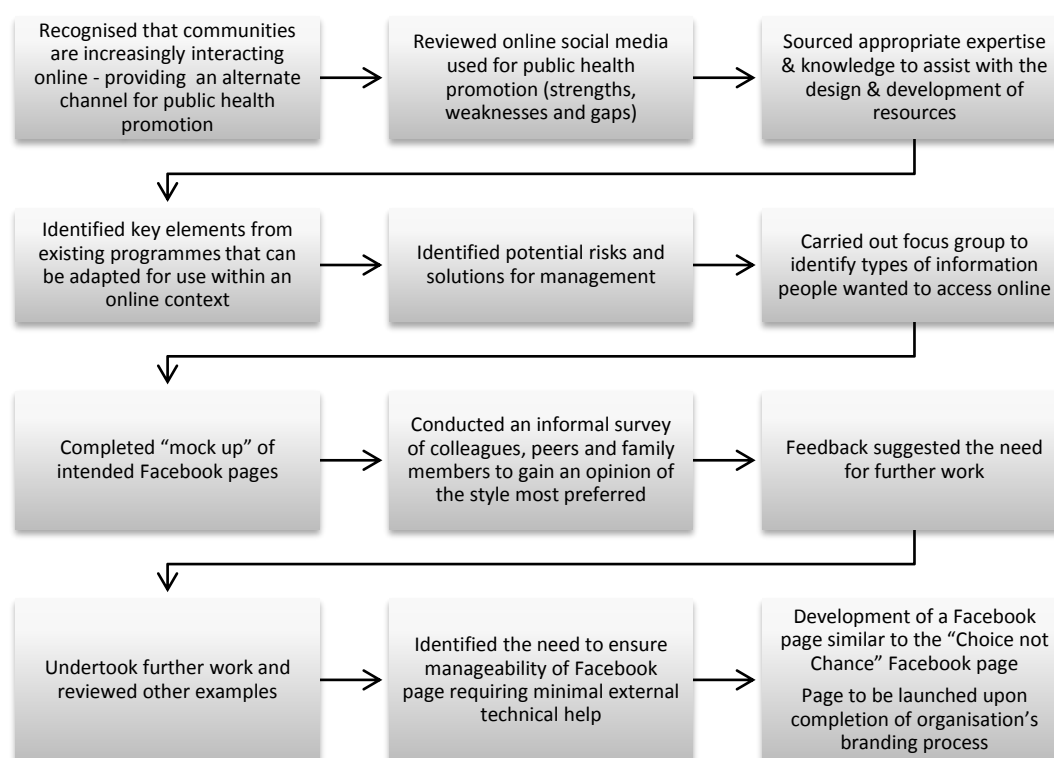 Recognised that communities
are increasingly interacting
online - providing an alternate
channel for public health
promotion
Reviewed online social media
used for public health
promotion (strengths,
weaknesses and gaps)
Sourced appropriate expertise
& knowledge to assist with the
design & development of
resources
Identified key elements from
existing programmes that can
be adapted for use within an
online context
Identified potential risks and
solutions for management
Carried out focus group to
identify types of information
people wanted to access online
Completed “mock up” of
intended Facebook pages
Conducted an informal survey
of colleagues, peers and family
members to gain an opinion of
the style most preferred
Feedback suggested the need
for further work
Undertook further work and
reviewed other examples
Identified the need to ensure
manageability of Facebook
page requiring minimal external
technical help
Development of a Facebook
page similar to the “Choice not
Chance” Facebook page
Page to be launched upon
completion of organisation’s
branding process